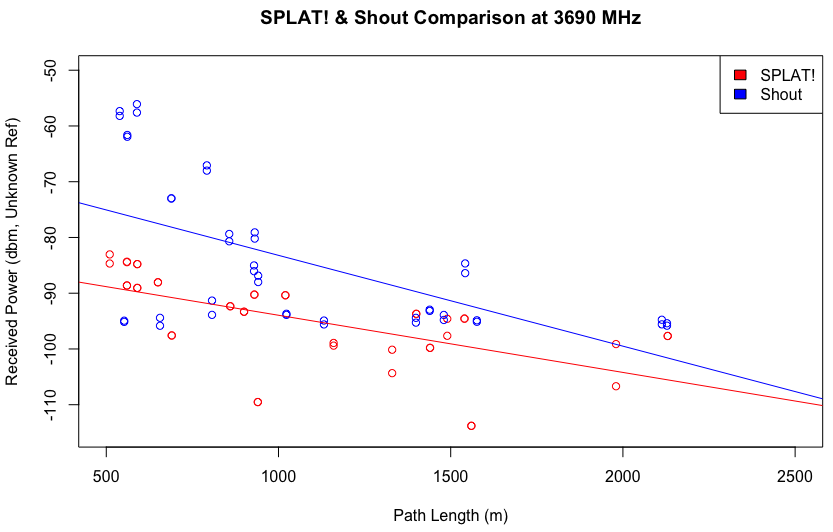 SPLAT! & Shout Comparison at 3690 MHz
SPLAT!
Shout
Received Power (dbm, Unknown Ref)
-50
-60
-70
-80
-90
-100
-110
500 1000 1500 2000 2500
Path Length (m)